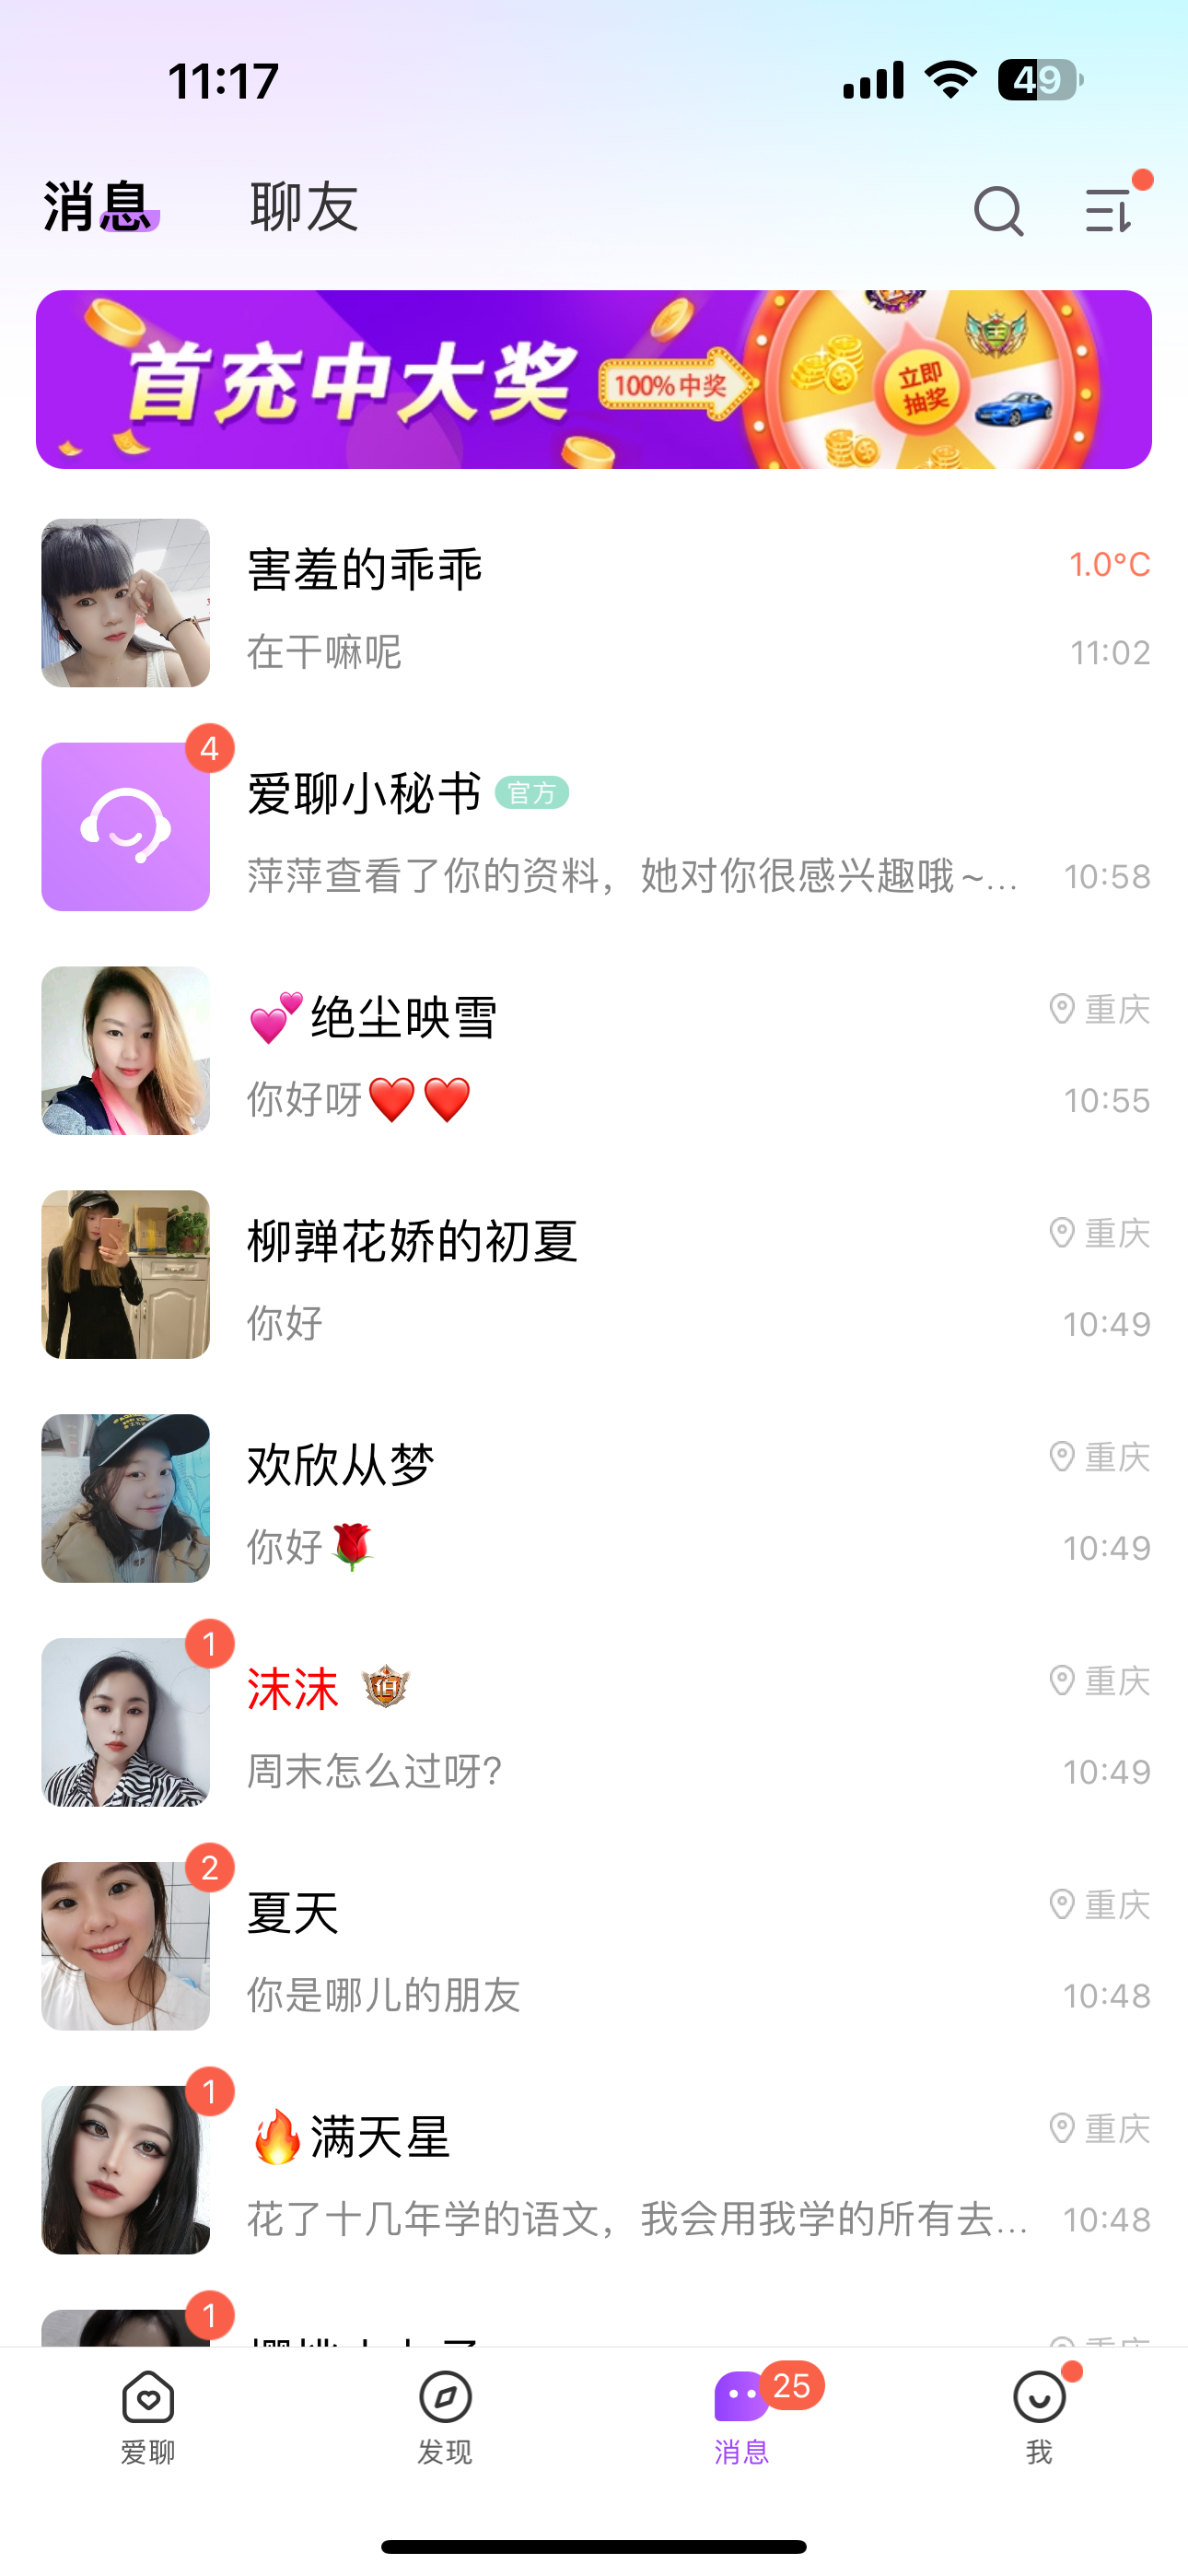 11:17
49
消息 聊友
首充中大奖 100%中奖 立即抽奖
害羞的乖乖 1.0°C
在干嘛呢 11:02
4
爱聊小秘书 官方
萍萍查看了你的资料，她对你很感兴趣哦~... 10:58
💕绝尘映雪 重庆
你好呀❤️❤️ 10:55
柳亸花娇的初夏 重庆
你好 10:49
欢欣从梦 重庆
你好🌹 10:49
1
沫沫 伯 重庆
周末怎么过呀? 10:49
2
夏天 重庆
你是哪儿的朋友 10:48
1
🔥满天星 重庆
花了十几年学的语文，我会用我学的所有去... 10:48
1
25
爱聊 发现 消息 我